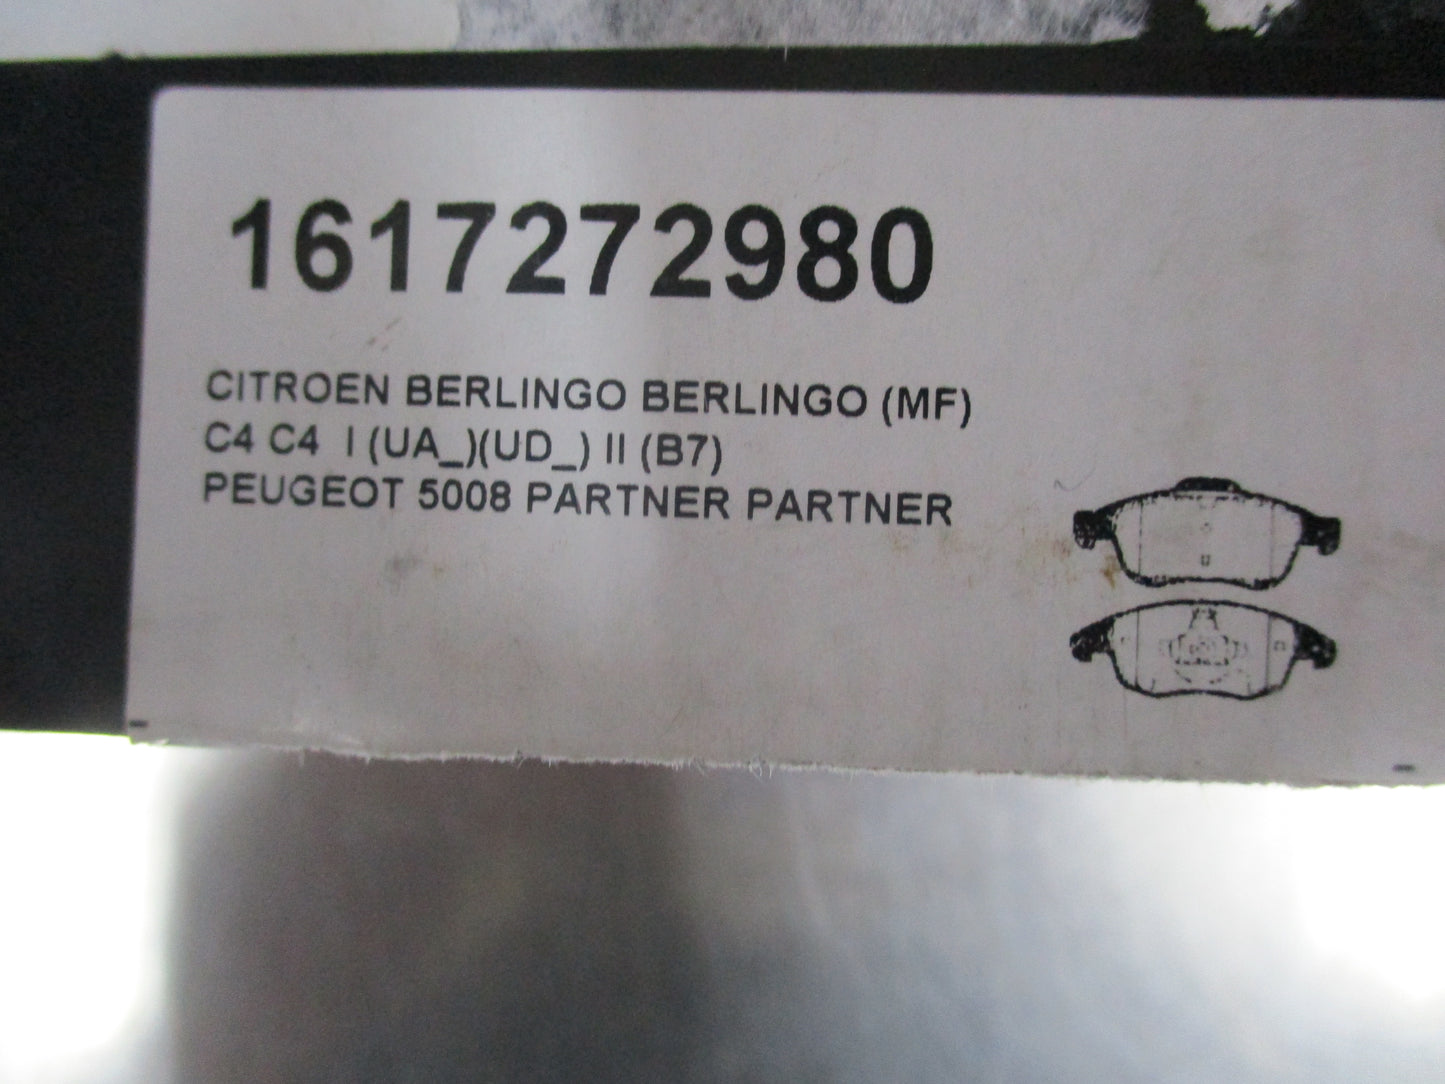 1617272980
CITROEN BERLINGO BERLINGO (MF)
C4 C4 I (UA_)(UD_) II (B7)
PEUGEOT 5008 PARTNER PARTNER